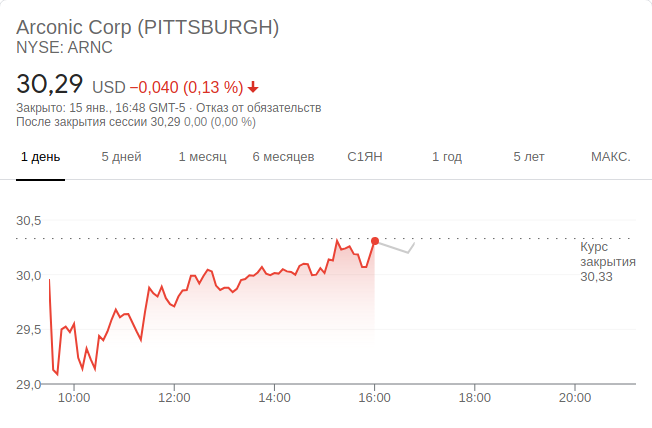 Arconic Corp (PITTSBURGH)
NYSE: ARNC
30,29 USD −0,040 (0,13 %)
Закрыто: 15 янв., 16:48 GMT-5 · Отказ от обязательств
После закрытия сессии 30,29 0,00 (0,00 %)
1 день 5 дней 1 месяц 6 месяцев С1ЯН 1 год 5 лет МАКС.
30,5
Курс
закрытия
30,33
30,0
29,5
29,0
10:00 12:00 14:00 16:00 18:00 20:00